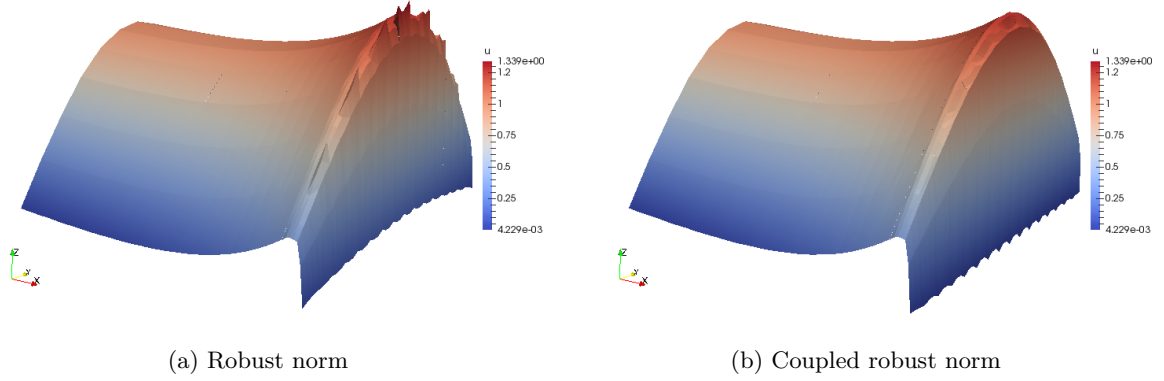 u
1.339e+00
1.2
1
0.75
0.5
0.25
4.229e-03
Z
Y
X
(a) Robust norm
u
1.339e+00
1.2
1
0.75
0.5
0.25
4.229e-03
Z
Y
X
(b) Coupled robust norm